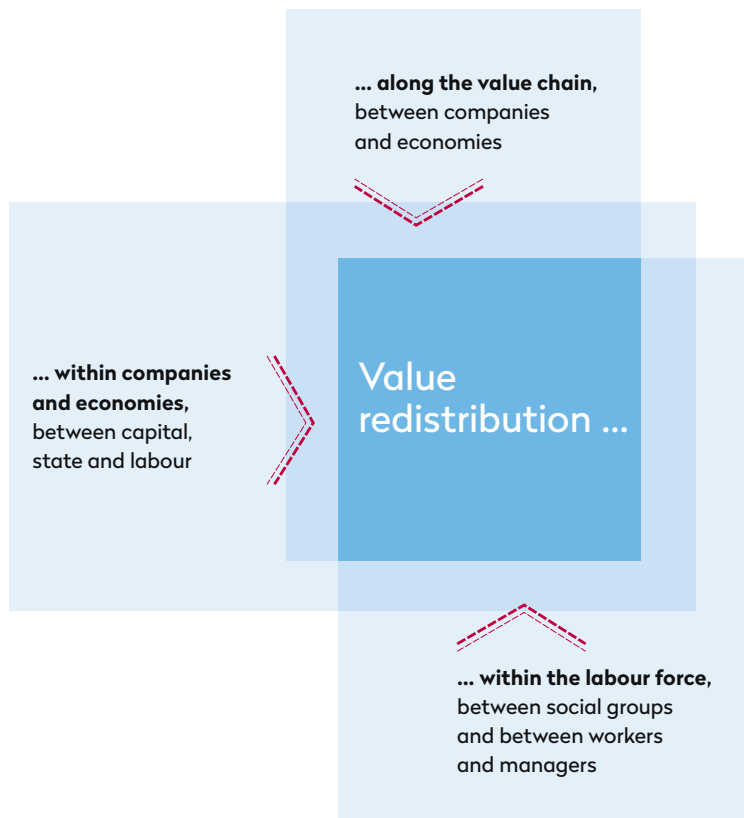 ... along the value chain,
between companies
and economies
... within companies
and economies,
between capital,
state and labour
Value
redistribution ...
... within the labour force,
between social groups
and between workers
and managers